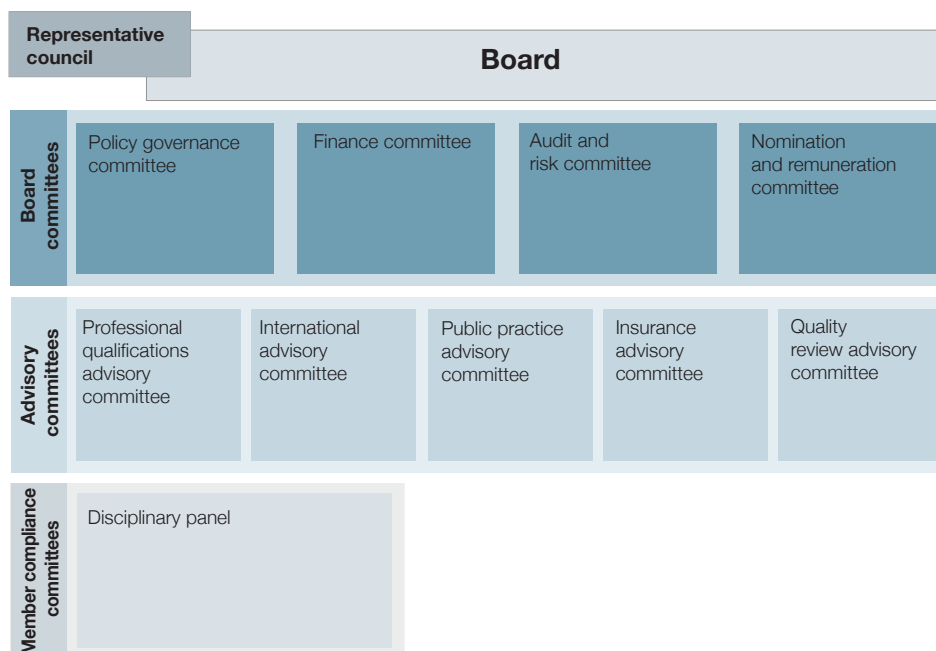 Representative
council
Board
Board
committees
Policy governance
committee
Finance committee
Audit and
risk committee
Nomination
and remuneration
committee
Advisory
committees
Professional
qualifications
advisory
committee
International
advisory
committee
Public practice
advisory
committee
Insurance
advisory
committee
Quality
review advisory
committee
Member compliance
committees
Disciplinary panel